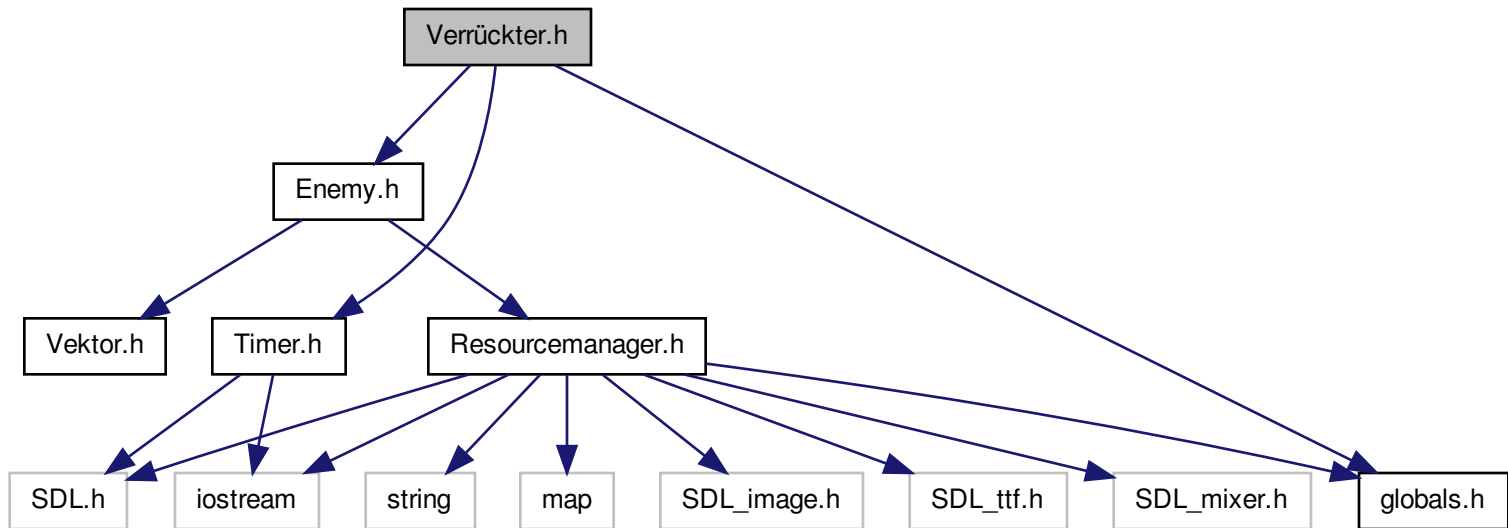 Verrückter.h
Enemy.h
Vektor.h
Timer.h
Resourcemanager.h
SDL.h
iostream
string
map
SDL_image.h
SDL_ttf.h
SDL_mixer.h
globals.h